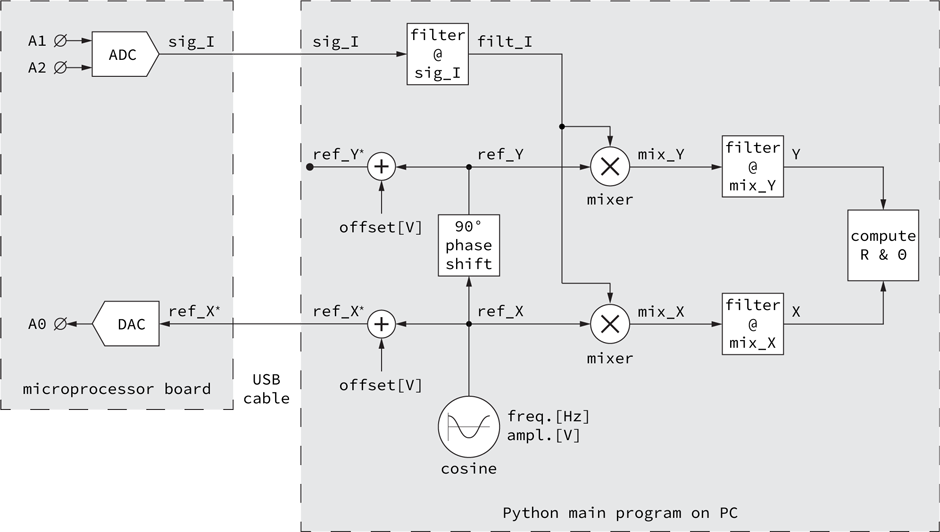 A1
A2
ADC
sig_I
sig_I
filter
@
sig_I
filt_I
ref_Y*
+
offset[V]
ref_Y
90°
phase
shift
mixer
mix_Y
filter
@
mix_Y
Y
compute
R & Θ
A0
DAC
ref_X*
ref_X*
+
offset[V]
ref_X
mixer
mix_X
filter
@
mix_X
X
microprocessor board
USB
cable
freq.[Hz]
ampl.[V]
cosine
Python main program on PC